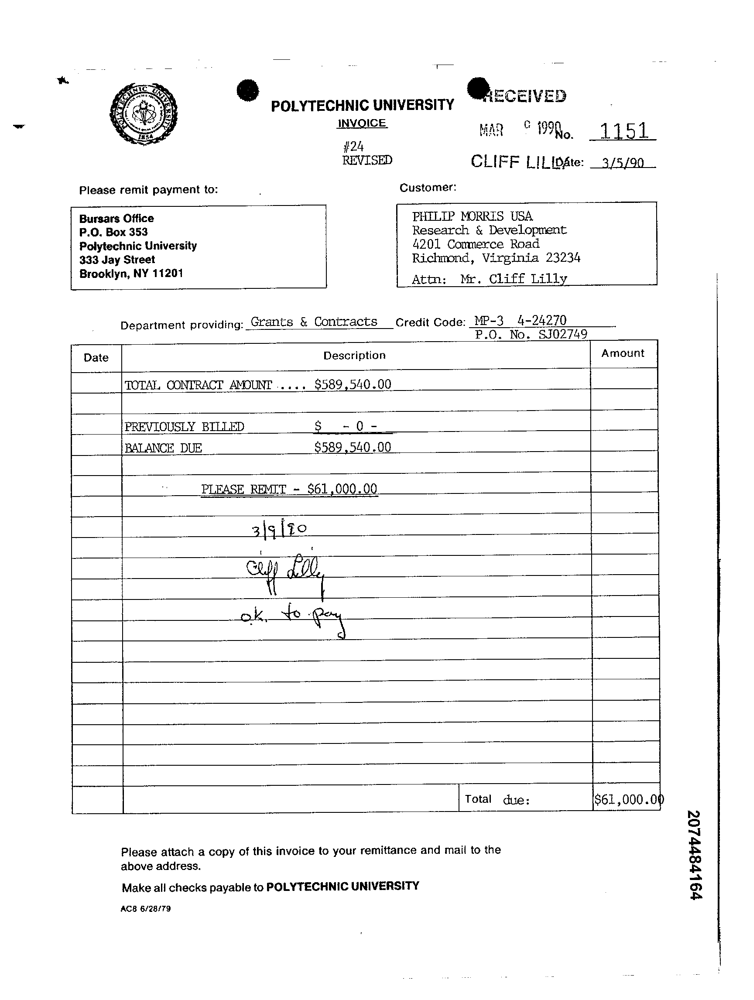 POLYTECHNIC UNIVERSITY
1854
POLYTECHNIC UNIVERSITY
INVOICE
#24
REVISED
RECEIVED
MAR 1990
No. 1151
CLIFF LIL
Date: 3/5/90
Please remit payment to:
Customer:
Bursars Office
P.O. Box 353
Polytechnic University
333 Jay Street
Brooklyn, NY 11201
PHILIP MORRIS USA
Research & Development
4201 Commerce Road
Richmond, Virginia 23234
Attn: Mr. Cliff Lilly
Department providing: Grants & Contracts Credit Code: MP-3 4-24270
P.O. No. SJ02749
Date Description Amount
TOTAL CONTRACT AMOUNT .... $589,540.00
PREVIOUSLY BILLED $ - 0 -
BALANCE DUE $589,540.00
PLEASE REMIT - $61,000.00
3/9/90
Cliff Lilly
o.k. to pay
Total due: $61,000.00
Please attach a copy of this invoice to your remittance and mail to the
above address.
Make all checks payable to POLYTECHNIC UNIVERSITY
AC8 6/28/79
2074484164